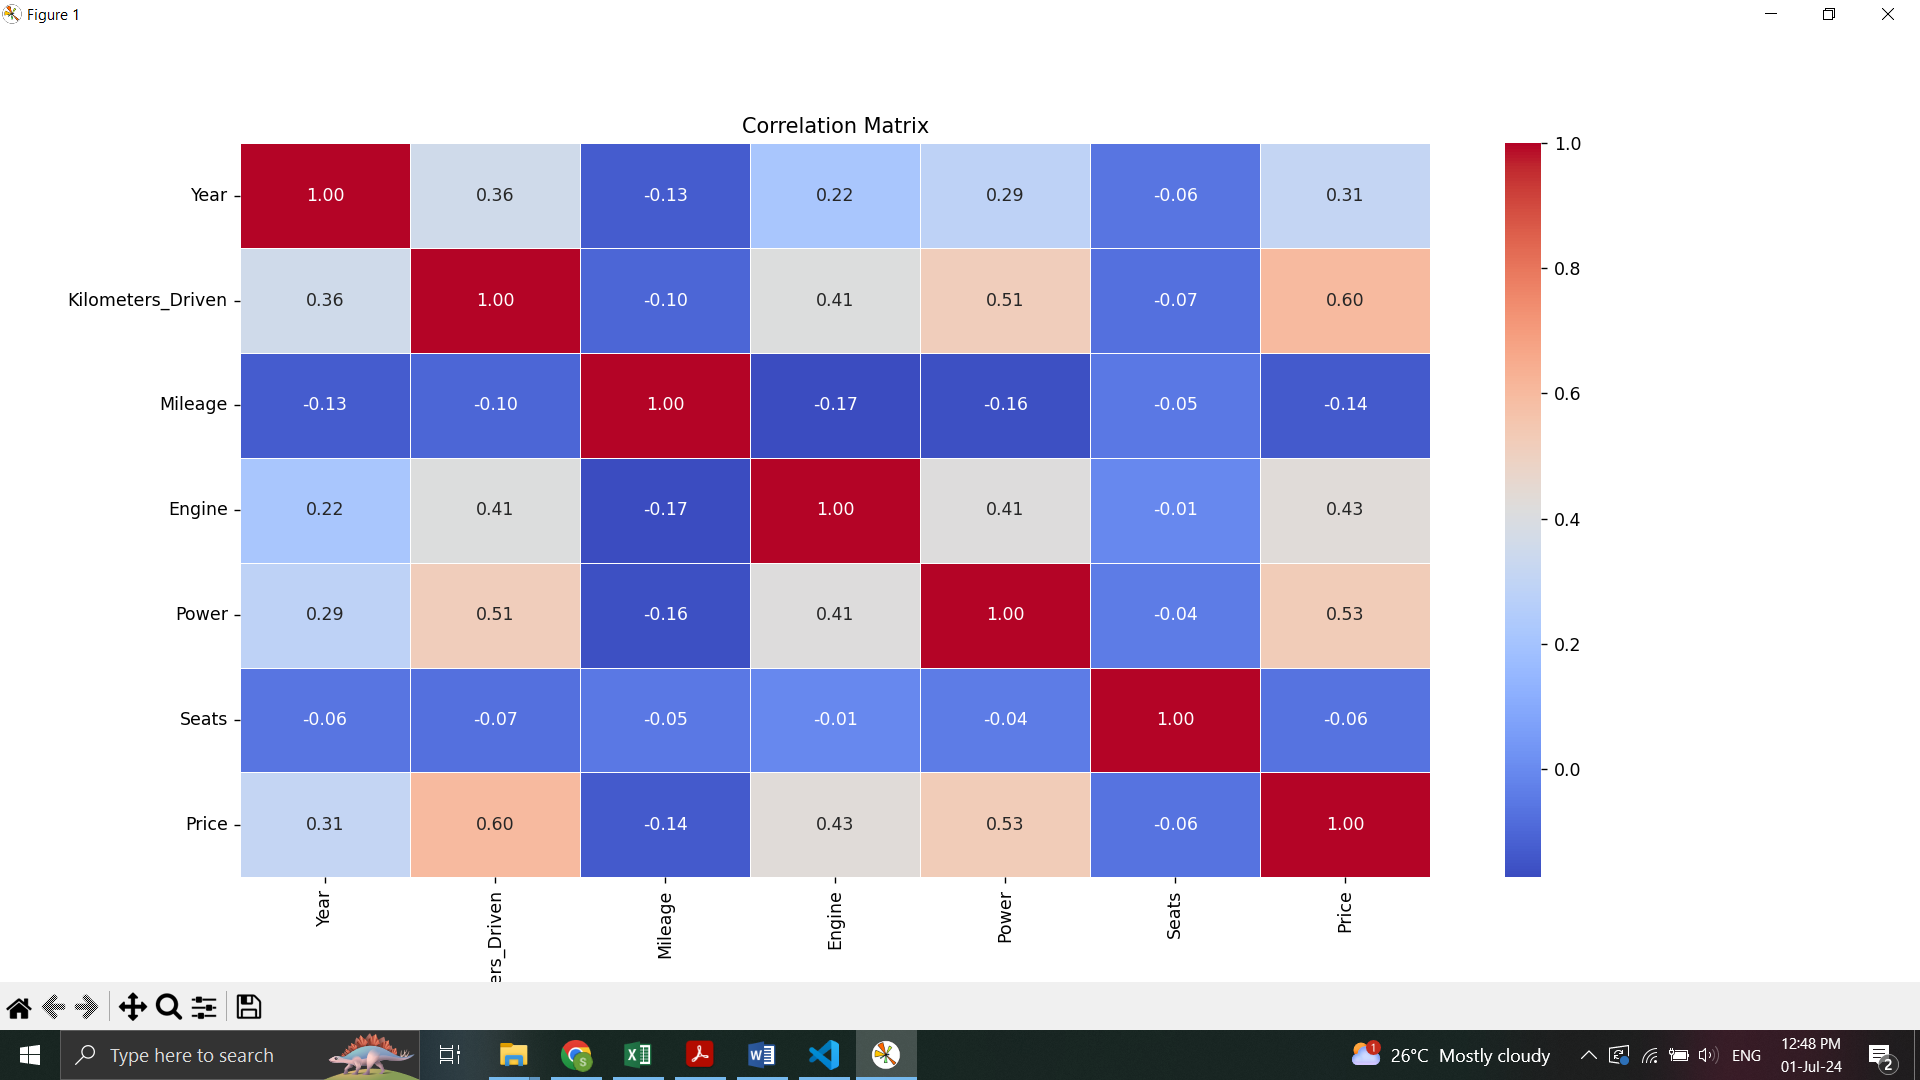 Figure 1
Correlation Matrix
Year 1.00 0.36 -0.13 0.22 0.29 -0.06 0.31
Kilometers_Driven 0.36 1.00 -0.10 0.41 0.51 -0.07 0.60
Mileage -0.13 -0.10 1.00 -0.17 -0.16 -0.05 -0.14
Engine 0.22 0.41 -0.17 1.00 0.41 -0.01 0.43
Power 0.29 0.51 -0.16 0.41 1.00 -0.04 0.53
Seats -0.06 -0.07 -0.05 -0.01 -0.04 1.00 -0.06
Price 0.31 0.60 -0.14 0.43 0.53 -0.06 1.00
Year ers_Driven Mileage Engine Power Seats Price
1.0
0.8
0.6
0.4
0.2
0.0
Type here to search
1
26°C Mostly cloudy
ENG
12:48 PM
01-Jul-24
2